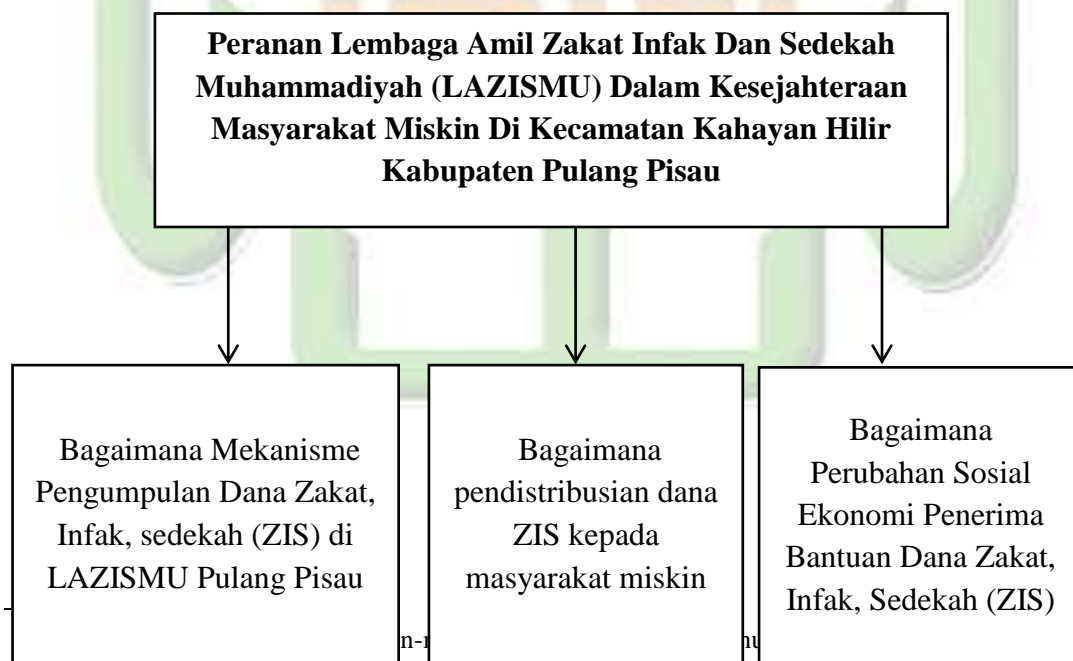 Peranan Lembaga Amil Zakat Infak Dan Sedekah
Muhammadiyah (LAZISMU) Dalam Kesejahteraan
Masyarakat Miskin Di Kecamatan Kahayan Hilir
Kabupaten Pulang Pisau
Bagaimana Mekanisme
Pengumpulan Dana Zakat,
Infak, sedekah (ZIS) di
LAZISMU Pulang Pisau
Bagaimana
pendistribusian dana
ZIS kepada
masyarakat miskin
Bagaimana
Perubahan Sosial
Ekonomi Penerima
Bantuan Dana Zakat,
Infak, Sedekah (ZIS)